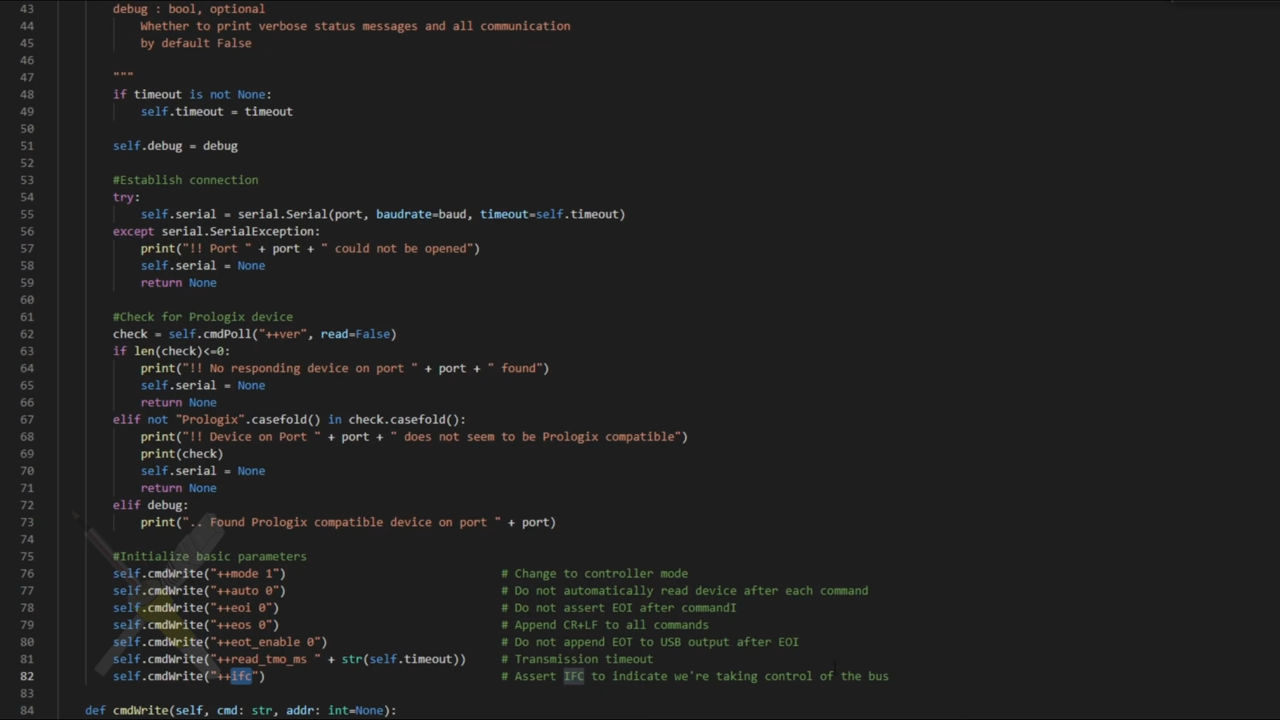 43 debug : bool, optional
44 Whether to print verbose status messages and all communication
45 by default False
46
47 """
48 if timeout is not None:
49 self.timeout = timeout
50
51 self.debug = debug
52
53 #Establish connection
54 try:
55 self.serial = serial.Serial(port, baudrate=baud, timeout=self.timeout)
56 except serial.SerialException:
57 print("!! Port " + port + " could not be opened")
58 self.serial = None
59 return None
60
61 #Check for Prologix device
62 check = self.cmdPoll("++ver", read=False)
63 if len(check)<=0:
64 print("!! No responding device on port " + port + " found")
65 self.serial = None
66 return None
67 elif not "Prologix".casefold() in check.casefold():
68 print("!! Device on Port " + port + " does not seem to be Prologix compatible")
69 print(check)
70 self.serial = None
71 return None
72 elif debug:
73 print(".. Found Prologix compatible device on port " + port)
74
75 #Initialize basic parameters
76 self.cmdWrite("++mode 1") # Change to controller mode
77 self.cmdWrite("++auto 0") # Do not automatically read device after each command
78 self.cmdWrite("++eoi 0") # Do not assert EOI after commandI
79 self.cmdWrite("++eos 0") # Append CR+LF to all commands
80 self.cmdWrite("++eot_enable 0") # Do not append EOT to USB output after EOI
81 self.cmdWrite("++read_tmo_ms " + str(self.timeout)) # Transmission timeout
82 self.cmdWrite("++ifc") # Assert IFC to indicate we're taking control of the bus
83
84 def cmdWrite(self, cmd: str, addr: int=None):